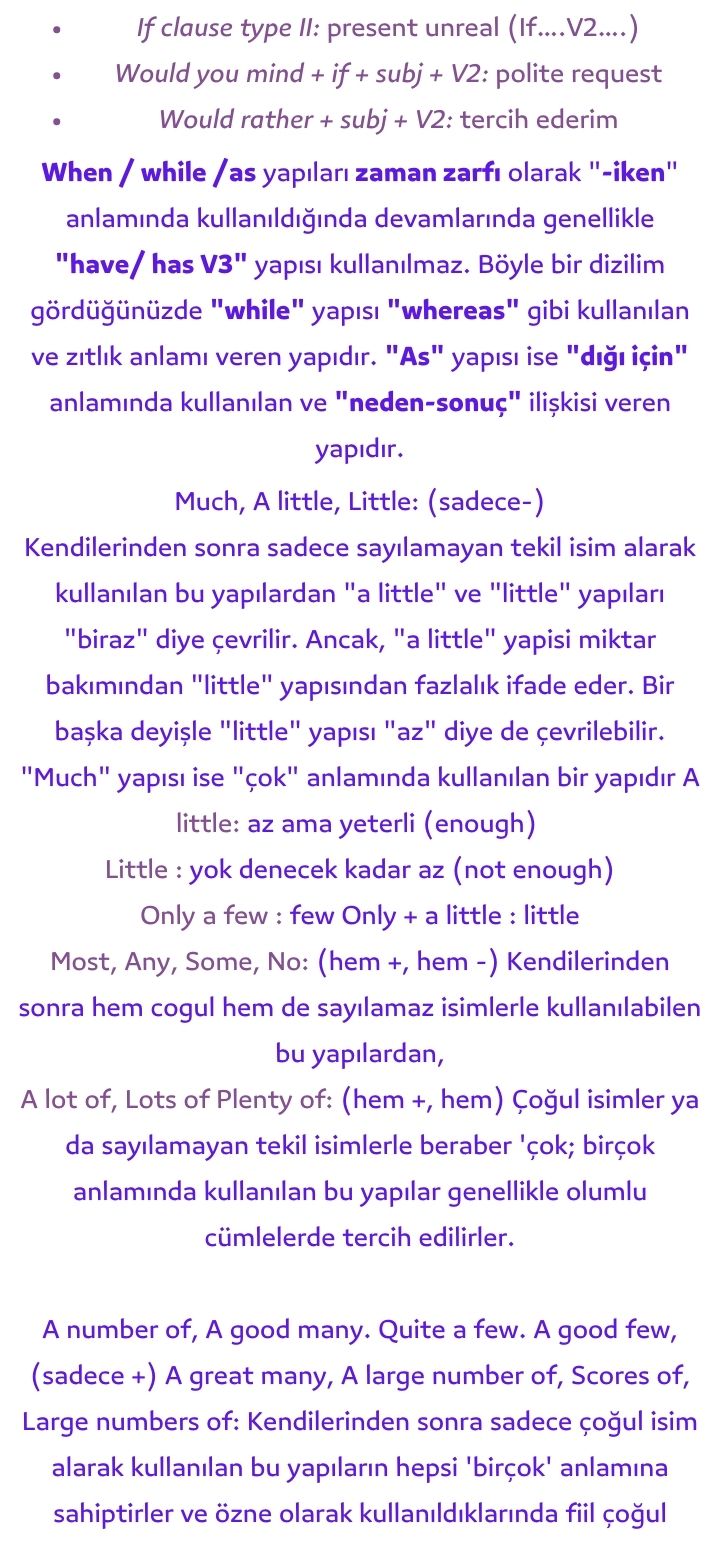 • If clause type II: present unreal (If….V2….)
• Would you mind + if + subj + V2: polite request
• Would rather + subj + V2: tercih ederim
When / while /as yapıları zaman zarfı olarak "-iken"
anlamında kullanıldığında devamlarında genellikle
"have/ has V3" yapısı kullanılmaz. Böyle bir dizilim
gördüğünüzde "while" yapısı "whereas" gibi kullanılan
ve zıtlık anlamı veren yapıdır. "As" yapısı ise "dığı için"
anlamında kullanılan ve "neden-sonuç" ilişkisi veren
yapıdır.
Much, A little, Little: (sadece-)
Kendilerinden sonra sadece sayılamayan tekil isim alarak
kullanılan bu yapılardan "a little" ve "little" yapıları
"biraz" diye çevrilir. Ancak, "a little" yapisi miktar
bakımından "little" yapısından fazlalık ifade eder. Bir
başka deyişle "little" yapısı "az" diye de çevrilebilir.
"Much" yapısı ise "çok" anlamında kullanılan bir yapıdır A
little: az ama yeterli (enough)
Little : yok denecek kadar az (not enough)
Only a few : few Only + a little : little
Most, Any, Some, No: (hem +, hem -) Kendilerinden
sonra hem cogul hem de sayılamaz isimlerle kullanılabilen
bu yapılardan,
A lot of, Lots of Plenty of: (hem +, hem) Çoğul isimler ya
da sayılamayan tekil isimlerle beraber 'çok; birçok
anlamında kullanılan bu yapılar genellikle olumlu
cümlelerde tercih edilirler.
A number of, A good many. Quite a few. A good few,
(sadece +) A great many, A large number of, Scores of,
Large numbers of: Kendilerinden sonra sadece çoğul isim
alarak kullanılan bu yapıların hepsi 'birçok' anlamına
sahiptirler ve özne olarak kullanıldıklarında fiil çoğul